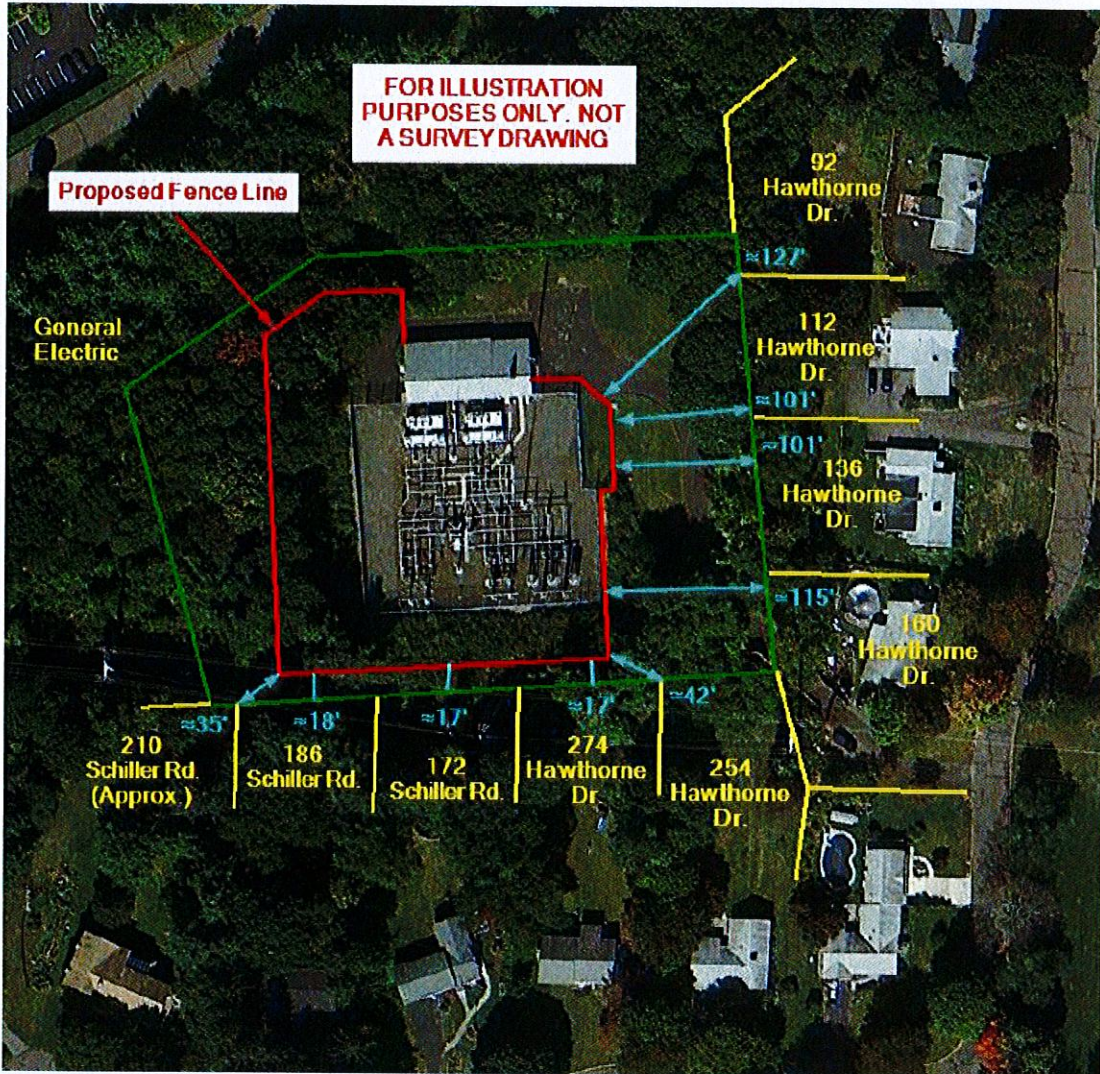 FOR ILLUSTRATION
PURPOSES ONLY. NOT
A SURVEY DRAWING
Proposed Fence Line
92
Hawthorne
Dr.
≈127'
Gonoral
Electric
112
Hawthorne
Dr.
≈101'
≈101'
136
Hawthorne
Dr.
≈115'
160
Hawthorne
Dr.
≈35'
≈18'
≈17'
≈17'
≈42'
210
Schiller Rd.
(Approx.)
186
Schiller Rd.
172
Schiller Rd.
274
Hawthorne
Dr.
254
Hawthorno
Dr.